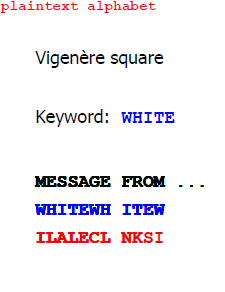 plaintext alphabet
Vigenère square
Keyword: WHITE
MESSAGE FROM ...
WHITEWH ITEW
ILALECL NKSI